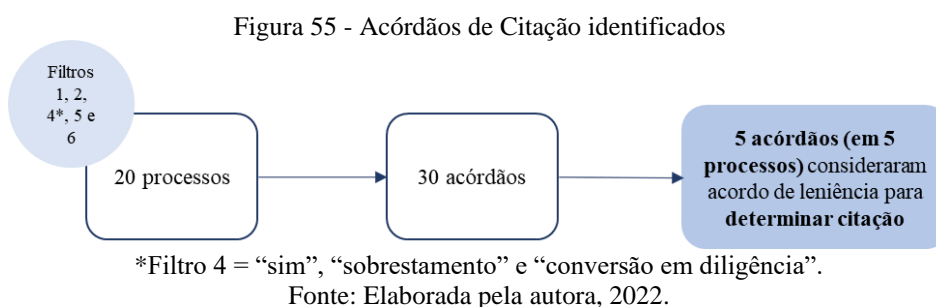 Figura 55 - Acórdãos de Citação identificados
Filtros
1, 2,
4*, 5 e
6
20 processos
30 acórdãos
5 acórdãos (em 5
processos) consideraram
acordo de leniência para
determinar citação
*Filtro 4 = “sim”, “sobrestamento” e “conversão em diligência”.
Fonte: Elaborada pela autora, 2022.